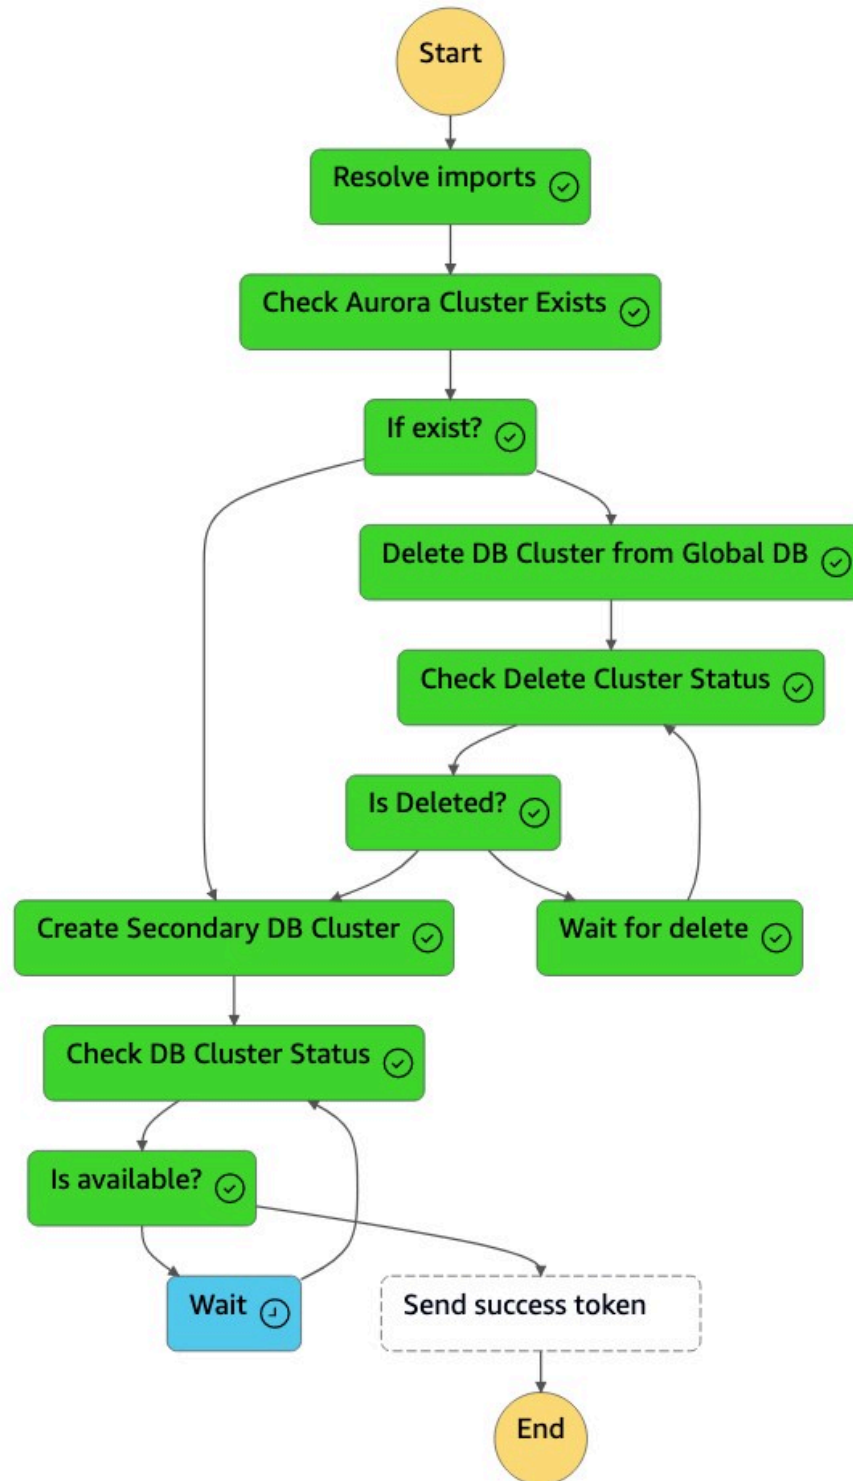 Start
Resolve imports
Check Aurora Cluster Exists
If exist?
Delete DB Cluster from Global DB
Check Delete Cluster Status
Is Deleted?
Create Secondary DB Cluster
Wait for delete
Check DB Cluster Status
Is available?
Wait
Send success token
End